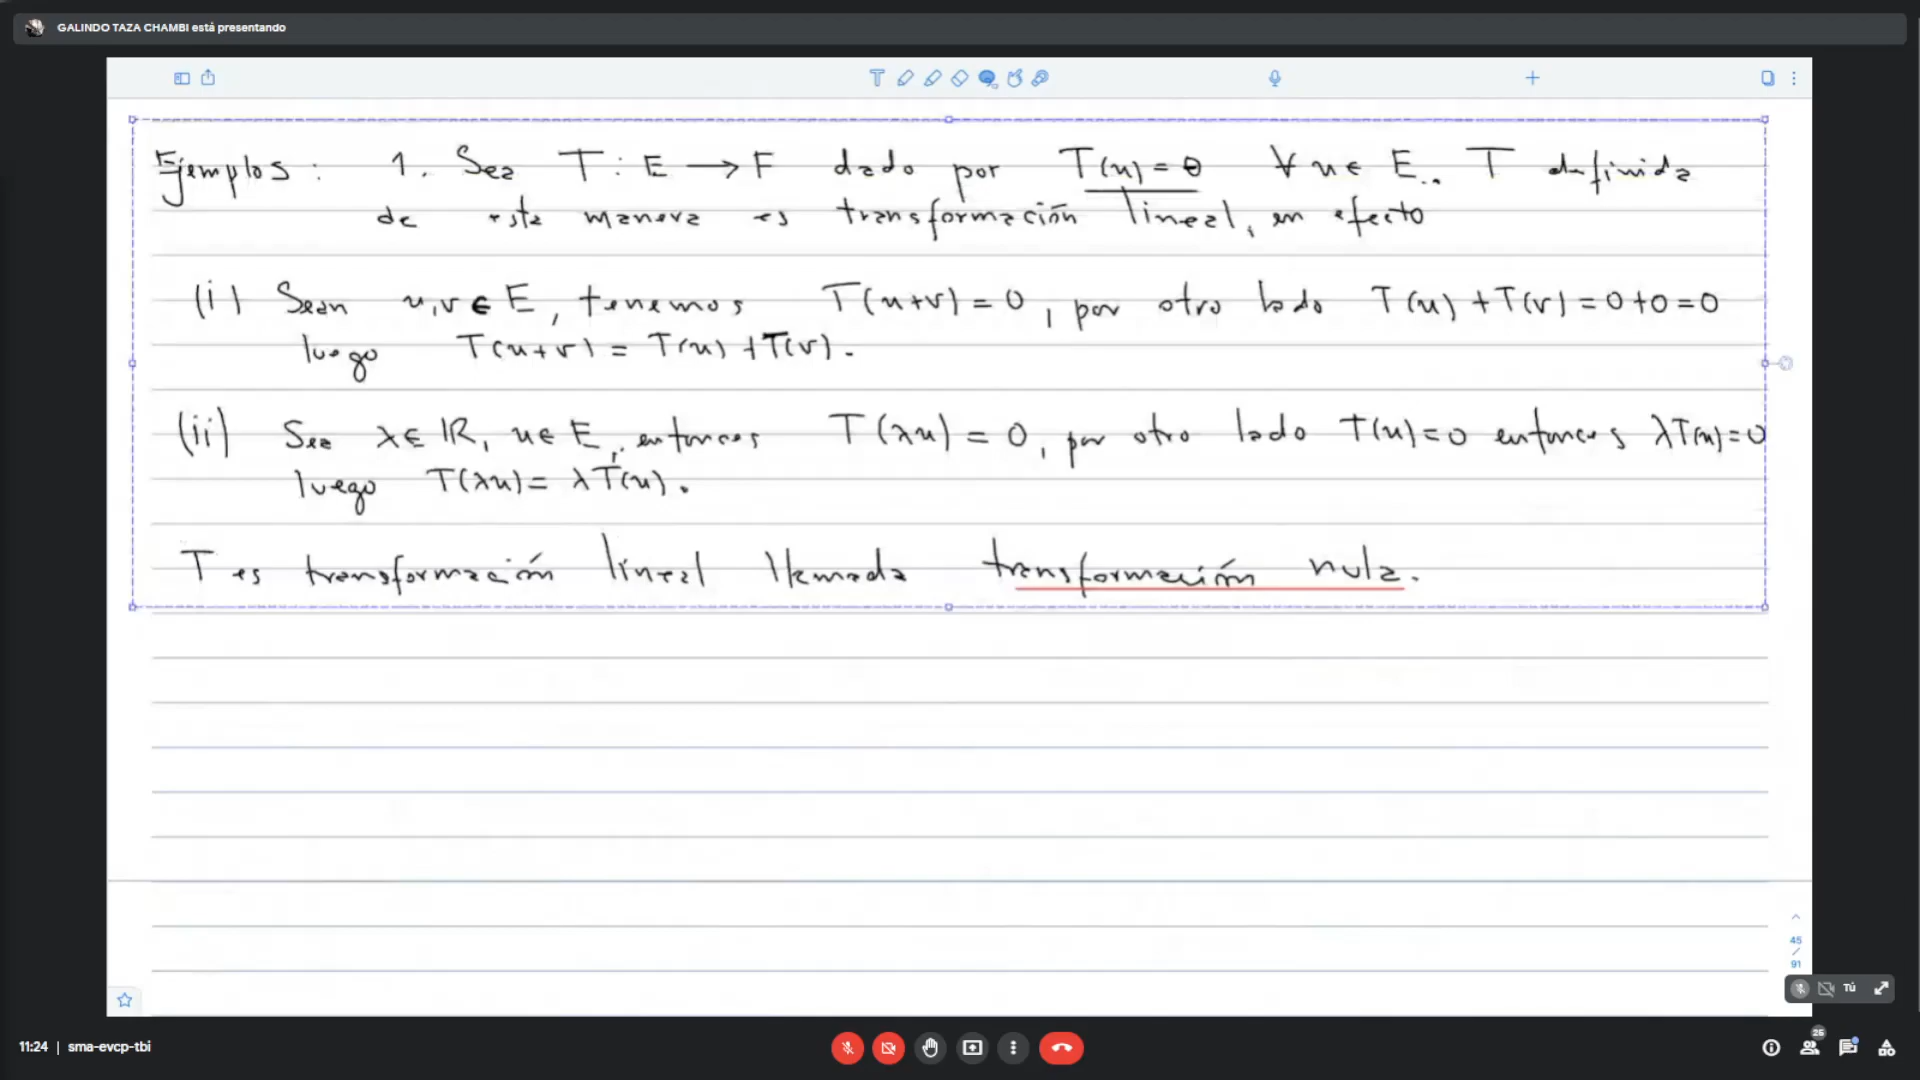 GALINDO TAZA CHAMBI está presentando
Ejemplos : 1. Sea T : E → F dado por T(u) = θ ∀ u ∈ E.. T definida
de esta manera es transformación lineal, en efecto
(i) Sean u,v ∈ E, tenemos T(u+v) = 0, por otro lado T(u) + T(v) = 0+0 = 0
luego T(u+v) = T(u) + T(v).
(ii) Sea λ ∈ ℝ, u ∈ E, entonces T(λu) = 0, por otro lado T(u) = 0 entonces λT(u) = 0
luego T(λu) = λT(u).
T es transformación lineal llamada transformación nula.
45
/
91
Tú
11:24 | sma-evcp-tbi
25